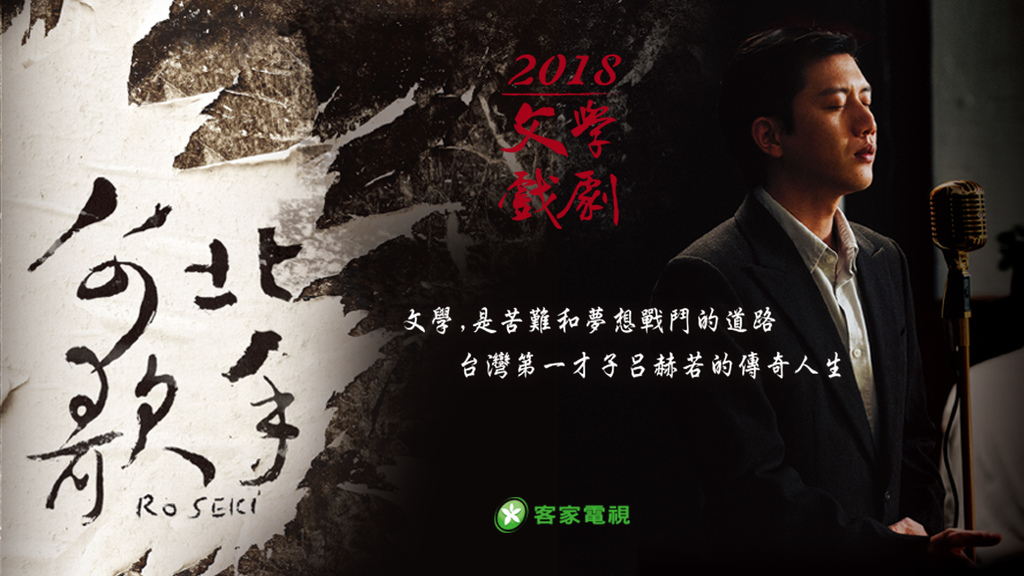 台北
歌手
RO SEKI
2018
文學
戲劇
文學,是苦難和夢想戰鬥的道路
台灣第一才子呂赫若的傳奇人生
客家電視